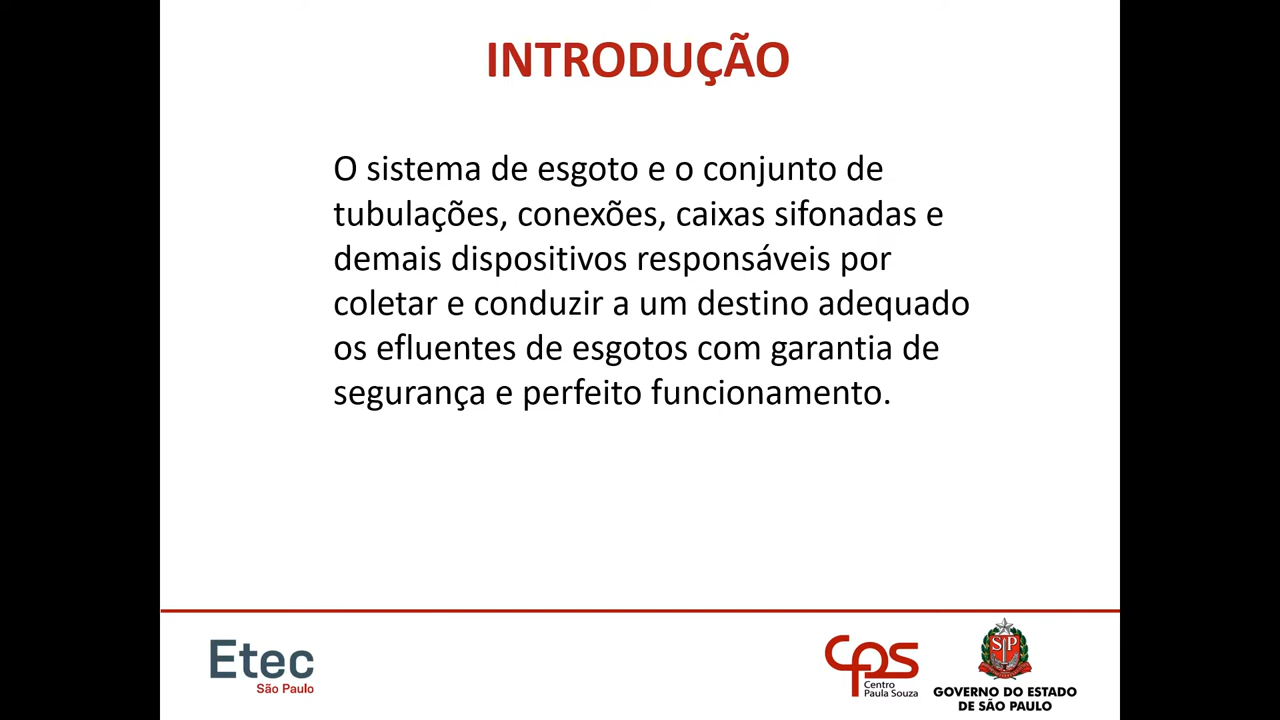 INTRODUÇÃO
O sistema de esgoto e o conjunto de
tubulações, conexões, caixas sifonadas e
demais dispositivos responsáveis por
coletar e conduzir a um destino adequado
os efluentes de esgotos com garantia de
segurança e perfeito funcionamento.
Etec
São Paulo
cps
Centro
Paula Souza
SP
GOVERNO DO ESTADO
DE SÃO PAULO